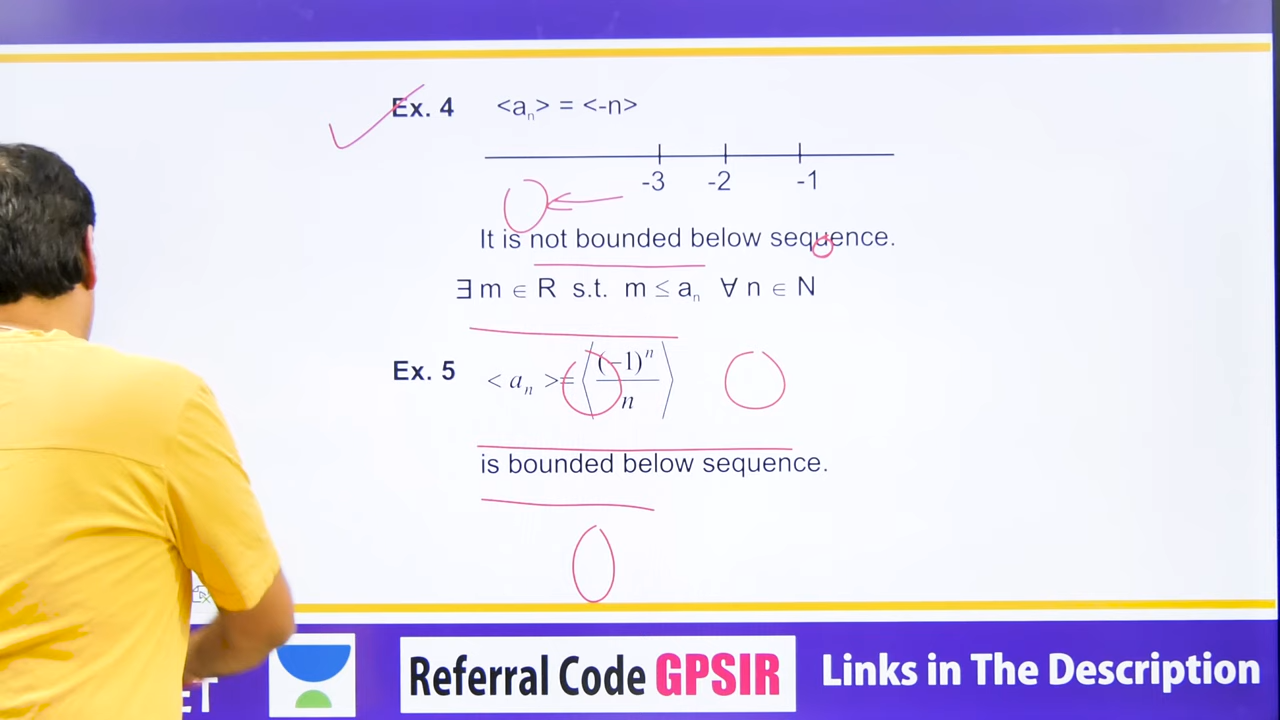 Ex. 4 <aₙ> = <-n>
-3 -2 -1
It is not bounded below sequence.
∃ m ∈ R s.t. m ≤ aₙ ∀ n ∈ N
Ex. 5 < aₙ >= ⟨(-1)ⁿ / n⟩
is bounded below sequence.
ET
Referral Code GPSIR
Links in The Description